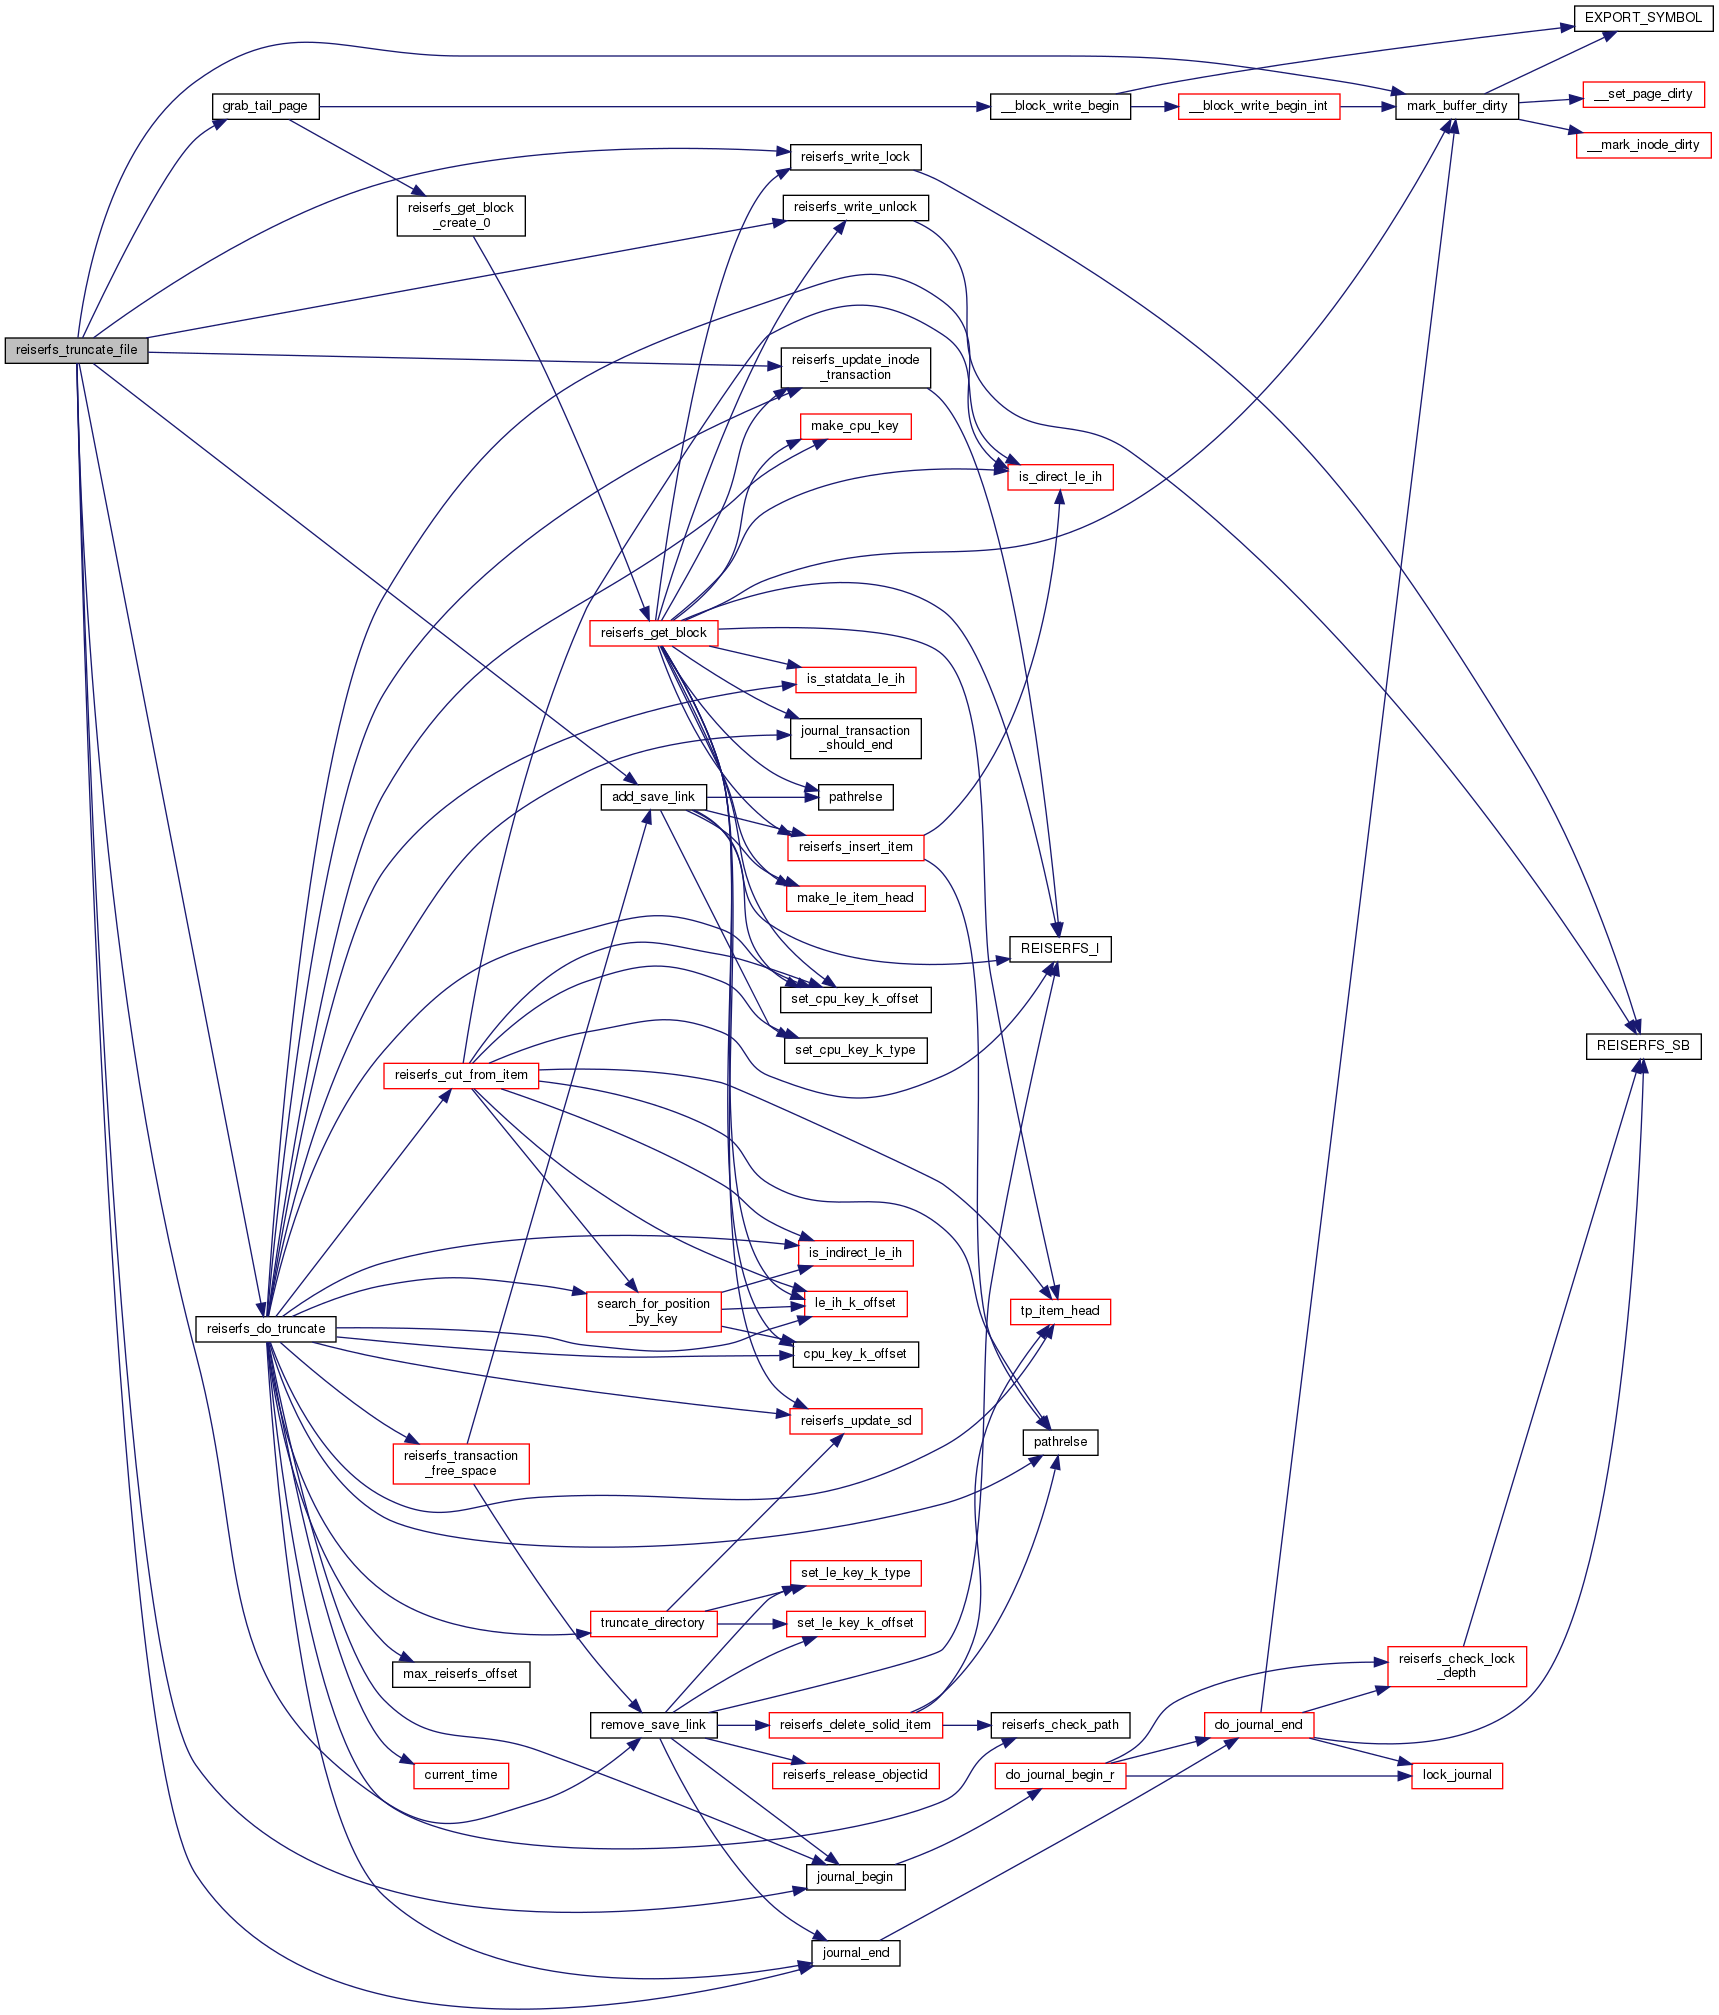 EXPORT_SYMBOL
grab_tail_page
__block_write_begin
__block_write_begin_int
mark_buffer_dirty
__set_page_dirty
__mark_inode_dirty
reiserfs_write_lock
reiserfs_get_block
_create_0
reiserfs_write_unlock
reiserfs_truncate_file
reiserfs_update_inode
_transaction
make_cpu_key
is_direct_le_ih
reiserfs_get_block
is_statdata_le_ih
journal_transaction
_should_end
add_save_link
pathrelse
reiserfs_insert_item
make_le_item_head
REISERFS_I
set_cpu_key_k_offset
set_cpu_key_k_type
REISERFS_SB
reiserfs_cut_from_item
is_indirect_le_ih
search_for_position
_by_key
le_ih_k_offset
tp_item_head
reiserfs_do_truncate
cpu_key_k_offset
reiserfs_update_sd
pathrelse
reiserfs_transaction
_free_space
set_le_key_k_type
truncate_directory
set_le_key_k_offset
max_reiserfs_offset
reiserfs_check_lock
_depth
remove_save_link
reiserfs_delete_solid_item
reiserfs_check_path
do_journal_end
current_time
reiserfs_release_objectid
do_journal_begin_r
lock_journal
journal_begin
journal_end